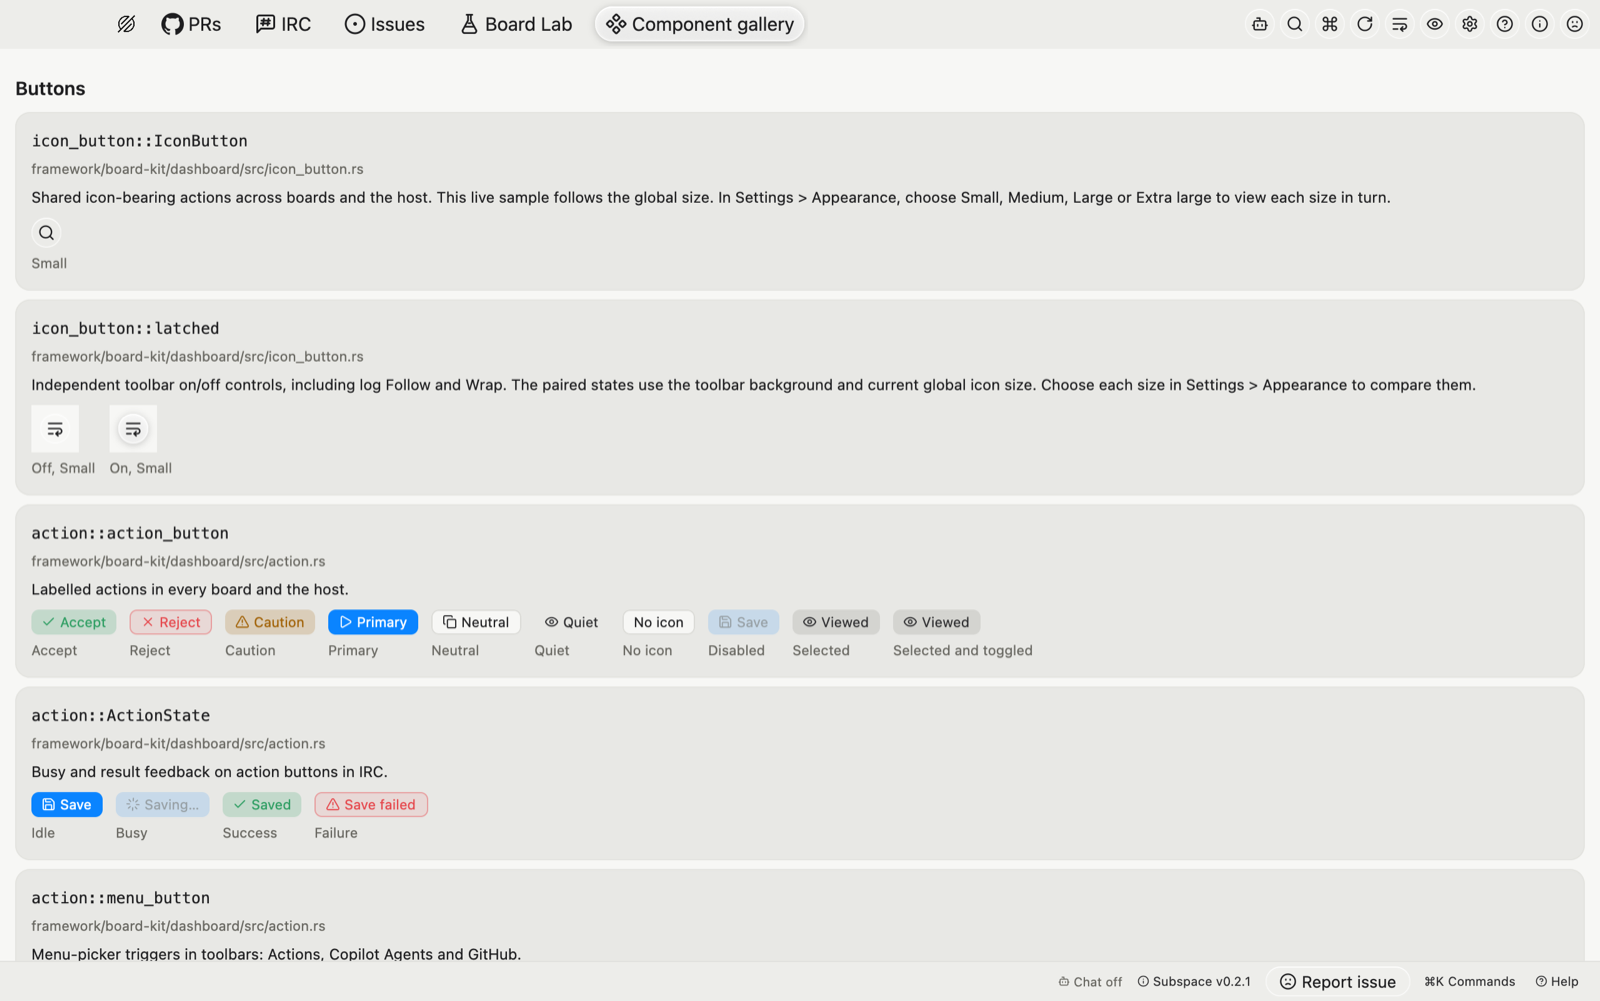 PRs IRC Issues Board Lab Component gallery
Buttons
icon_button::IconButton
framework/board-kit/dashboard/src/icon_button.rs
Shared icon-bearing actions across boards and the host. This live sample follows the global size. In Settings > Appearance, choose Small, Medium, Large or Extra large to view each size in turn.
Small
icon_button::latched
framework/board-kit/dashboard/src/icon_button.rs
Independent toolbar on/off controls, including log Follow and Wrap. The paired states use the toolbar background and current global icon size. Choose each size in Settings > Appearance to compare them.
Off, Small On, Small
action::action_button
framework/board-kit/dashboard/src/action.rs
Labelled actions in every board and the host.
Accept Reject Caution Primary Neutral Quiet No icon Save Viewed Viewed
Accept Reject Caution Primary Neutral Quiet No icon Disabled Selected Selected and toggled
action::ActionState
framework/board-kit/dashboard/src/action.rs
Busy and result feedback on action buttons in IRC.
Save Saving... Saved Save failed
Idle Busy Success Failure
action::menu_button
framework/board-kit/dashboard/src/action.rs
Menu-picker triggers in toolbars: Actions, Copilot Agents and GitHub.
Chat off Subspace v0.2.1 Report issue ⌘K Commands Help